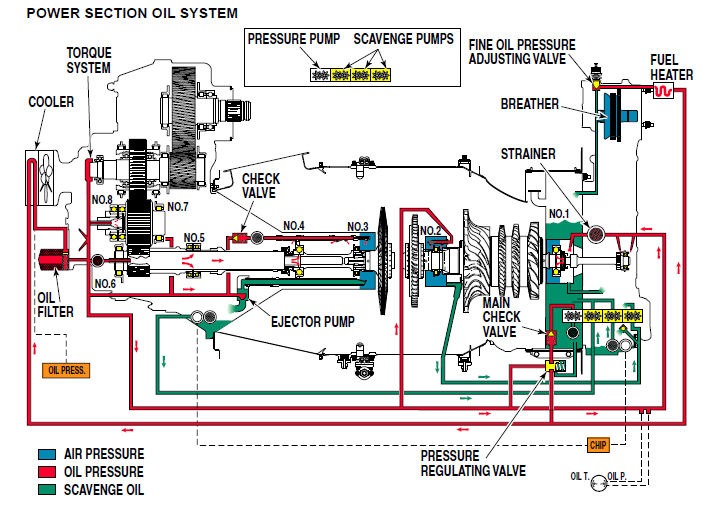 POWER SECTION OIL SYSTEM
PRESSURE PUMP
SCAVENGE PUMPS
FINE OIL PRESSURE
ADJUSTING VALVE
FUEL
HEATER
TORQUE
SYSTEM
COOLER
BREATHER
STRAINER
CHECK
VALVE
NO.8
NO.7
NO.5
NO.4
NO.3
NO.2
NO.1
NO.6
OIL
FILTER
EJECTOR PUMP
MAIN
CHECK
VALVE
OIL PRESS.
PRESSURE
REGULATING VALVE
CHIP
OIL T.
OIL P.
AIR PRESSURE
OIL PRESSURE
SCAVENGE OIL